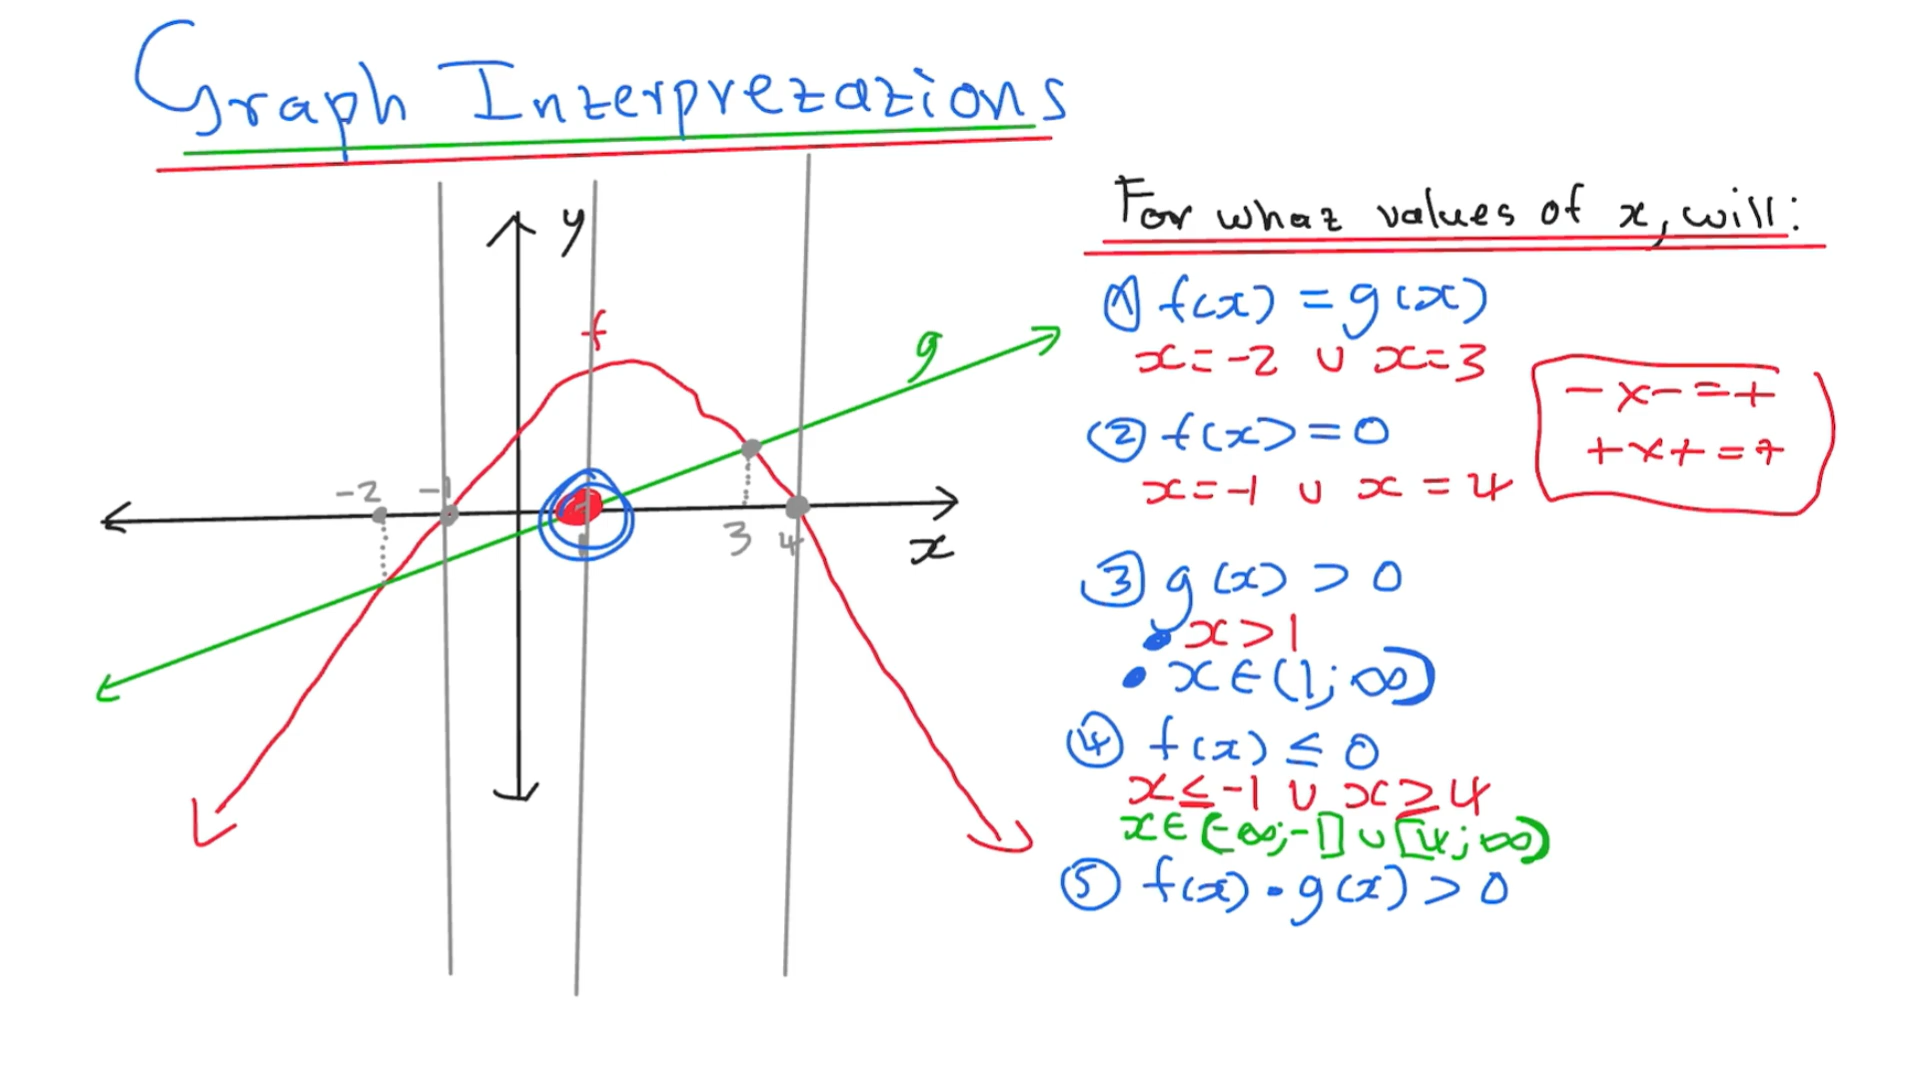 Graph Interpretations
For what values of x, will:
y
f
g
① f(x) = g(x)
x = -2 ∪ x = 3
- × - = +
+ × + = +
② f(x) = 0
x = -1 ∪ x = 4
-2 -1
1 3 4
x
③ g(x) > 0
• x > 1
• x ∈ (1; ∞)
④ f(x) ≤ 0
x ≤ -1 ∪ x ≥ 4
x ∈ (-∞; -1] ∪ [4; ∞)
⑤ f(x) · g(x) > 0